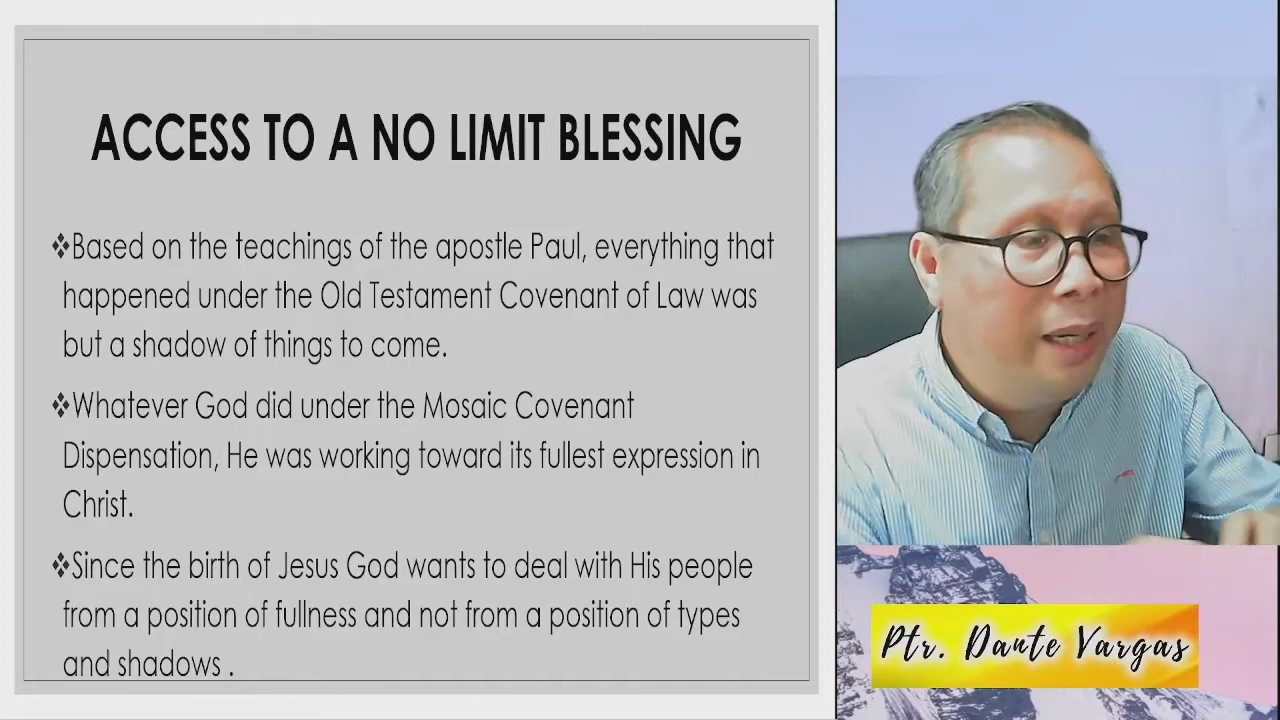 ACCESS TO A NO LIMIT BLESSING
❖Based on the teachings of the apostle Paul, everything that
happened under the Old Testament Covenant of Law was
but a shadow of things to come.
❖Whatever God did under the Mosaic Covenant
Dispensation, He was working toward its fullest expression in
Christ.
❖Since the birth of Jesus God wants to deal with His people
from a position of fullness and not from a position of types
and shadows .
Ptr. Dante Vargas